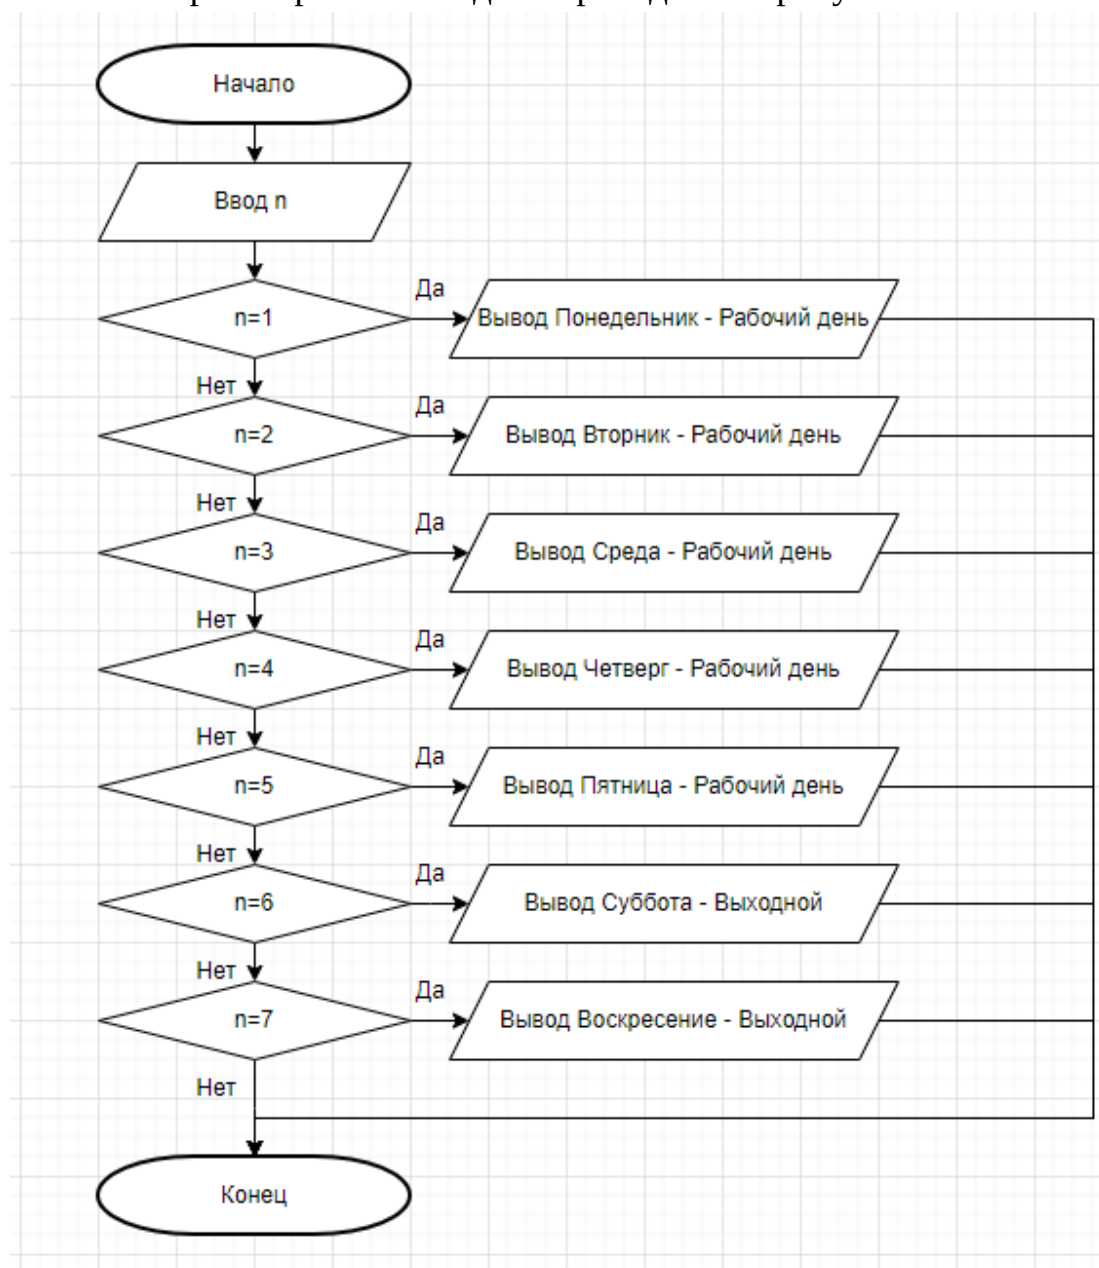 Начало
Ввод n
n=1
Да
Вывод Понедельник - Рабочий день
Нет
n=2
Да
Вывод Вторник - Рабочий день
Нет
n=3
Да
Вывод Среда - Рабочий день
Нет
n=4
Да
Вывод Четверг - Рабочий день
Нет
n=5
Да
Вывод Пятница - Рабочий день
Нет
n=6
Да
Вывод Суббота - Выходной
Нет
n=7
Да
Вывод Воскресение - Выходной
Нет
Конец